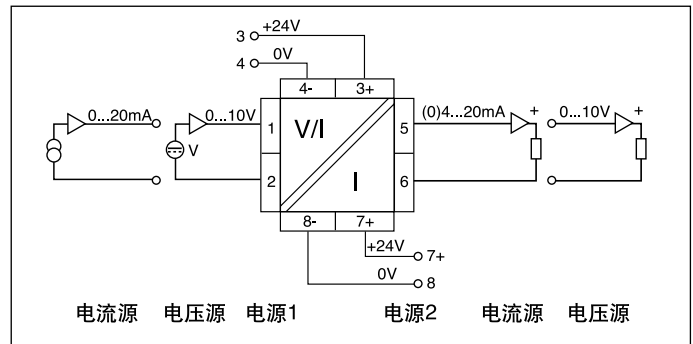 3 +24V
4 0V
4- 3+
0...20mA 0...10V 1 V/I 5 (0)4...20mA + 0...10V +
V
2 I 6
8- 7+
+24V 7+
0V 8
电流源 电压源 电源1 电源2 电流源 电压源